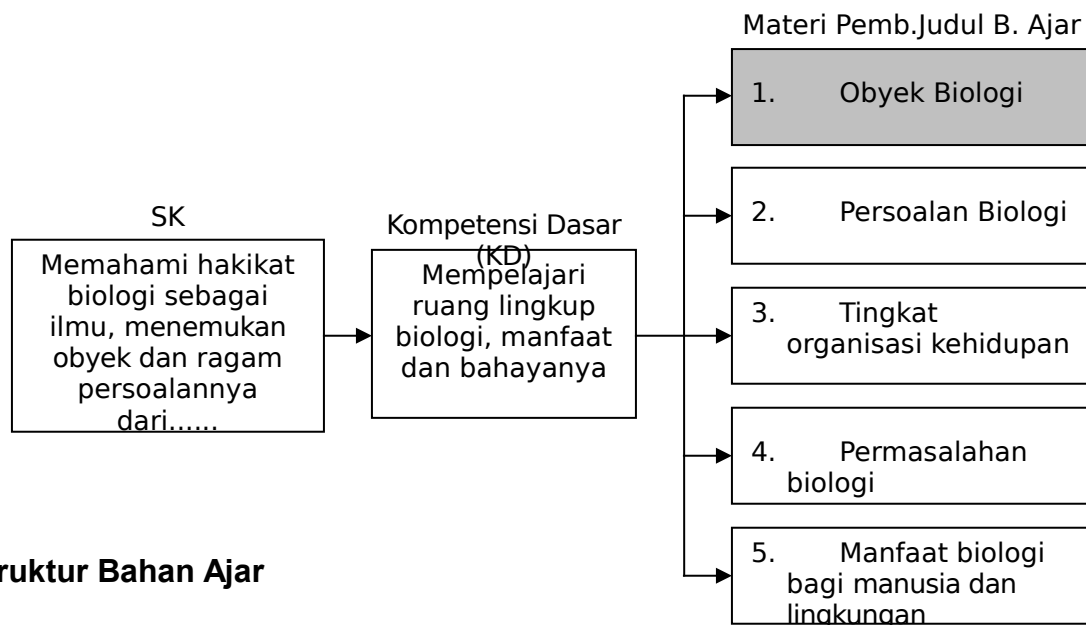 Materi Pemb.Judul B. Ajar
1. Obyek Biologi
2. Persoalan Biologi
SK
Kompetensi Dasar
(KD)
Memahami hakikat
biologi sebagai
ilmu, menemukan
obyek dan ragam
persoalannya
dari......
Mempelajari
ruang lingkup
biologi, manfaat
dan bahayanya
3. Tingkat
organisasi kehidupan
4. Permasalahan
biologi
5. Manfaat biologi
bagi manusia dan
lingkungan
ruktur Bahan Ajar